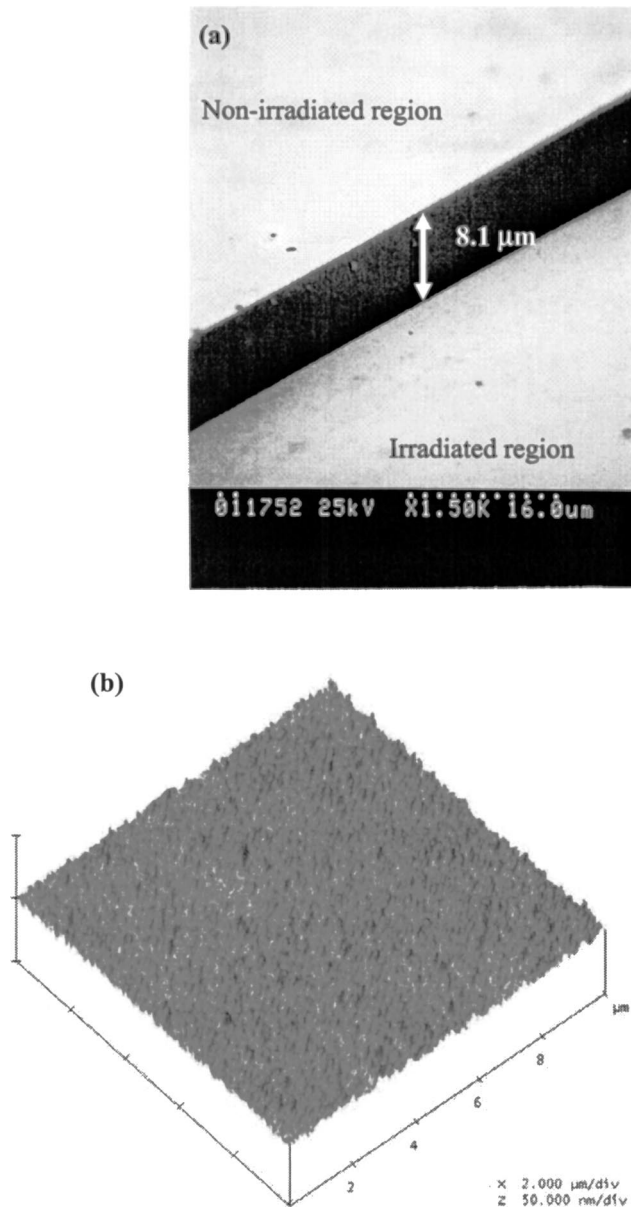 (a)
Non-irradiated region
8.1 μm
Irradiated region
011752 25kV X1.50K 16.0um
(b)
μm
8
6
4
2
X 2.000 μm/div
Z 50.000 nm/div